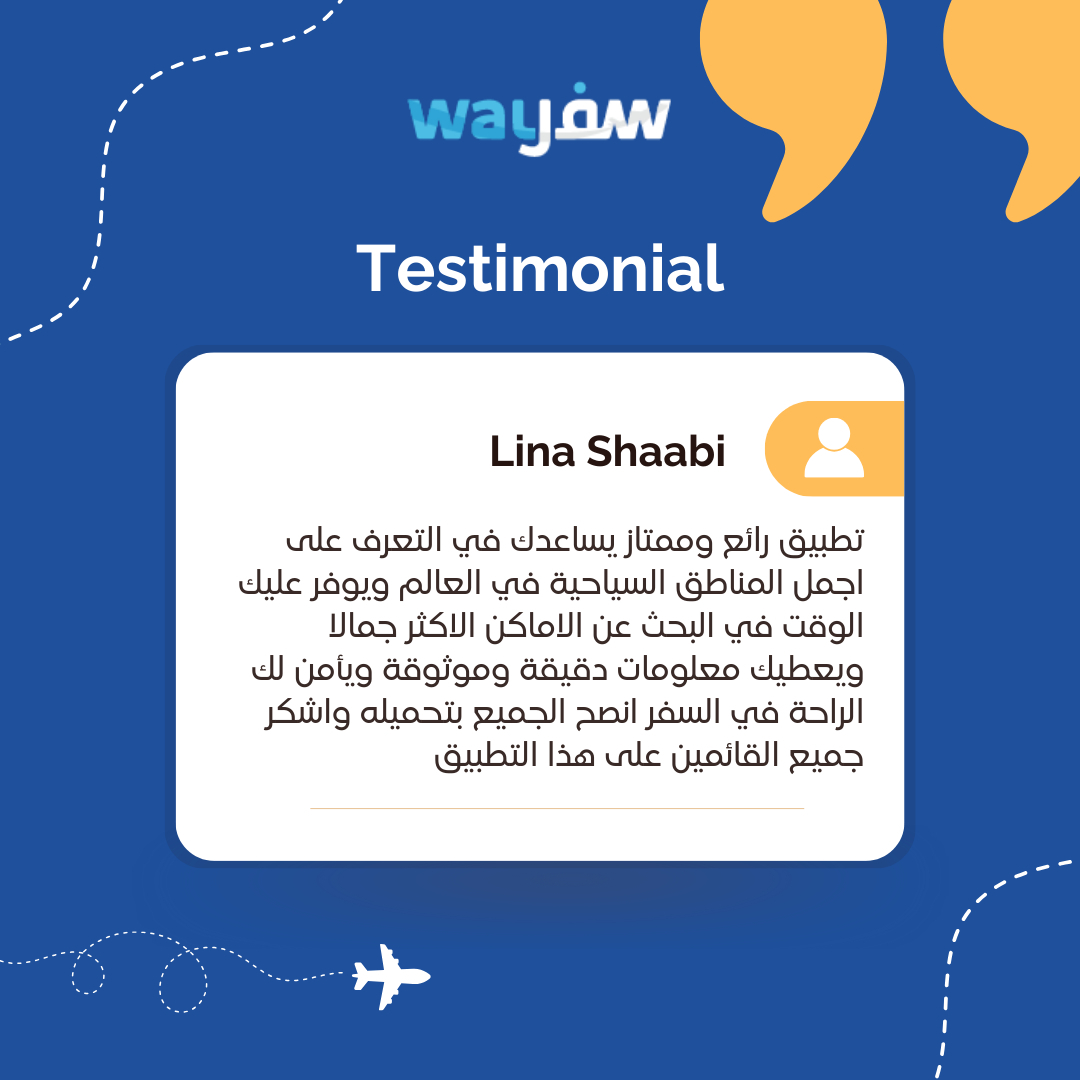 سفرway
Testimonial
Lina Shaabi
تطبيق رائع وممتاز يساعدك في التعرف على
اجمل المناطق السياحية في العالم ويوفر عليك
الوقت في البحث عن الاماكن الاكثر جمالا
ويعطيك معلومات دقيقة وموثوقة ويأمن لك
الراحة في السفر انصح الجميع بتحميله واشكر
جميع القائمين على هذا التطبيق